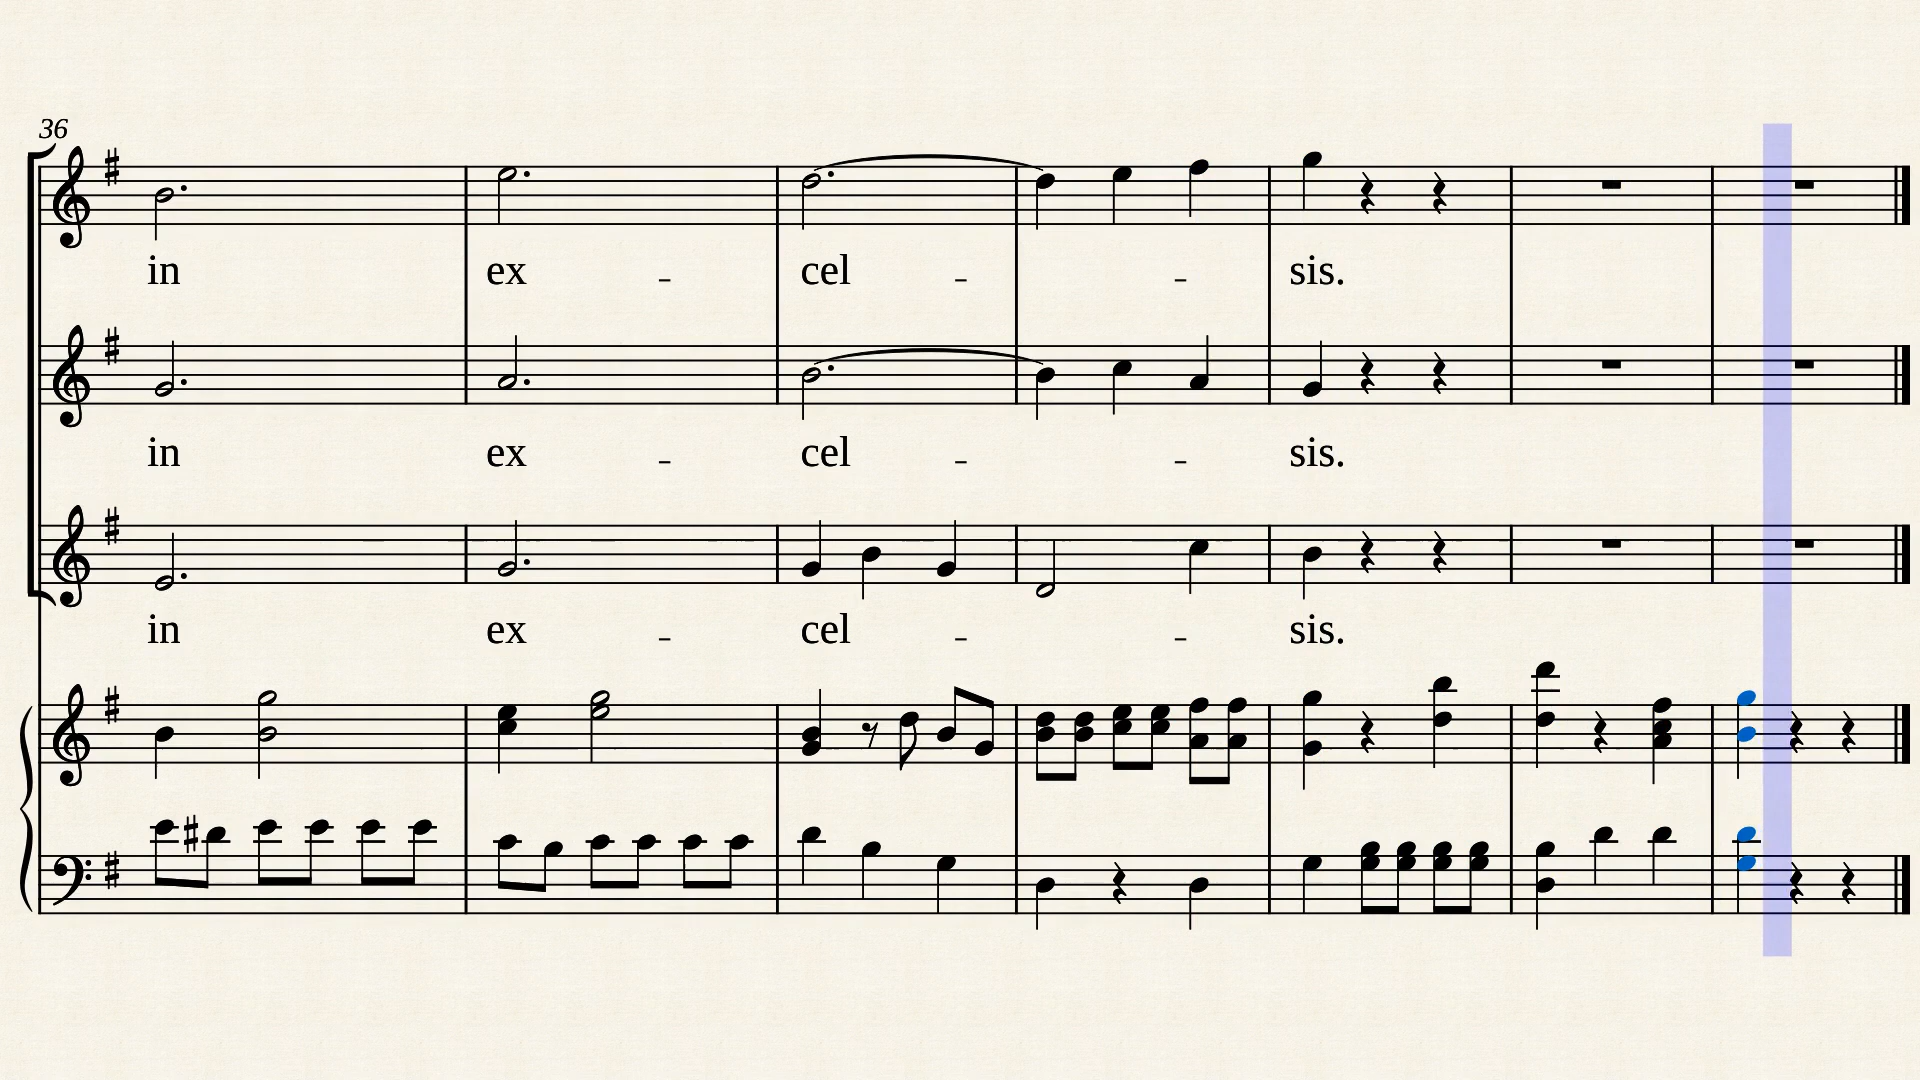 36
in ex - cel - - sis.
in ex - cel - - sis.
in ex - cel - - sis.